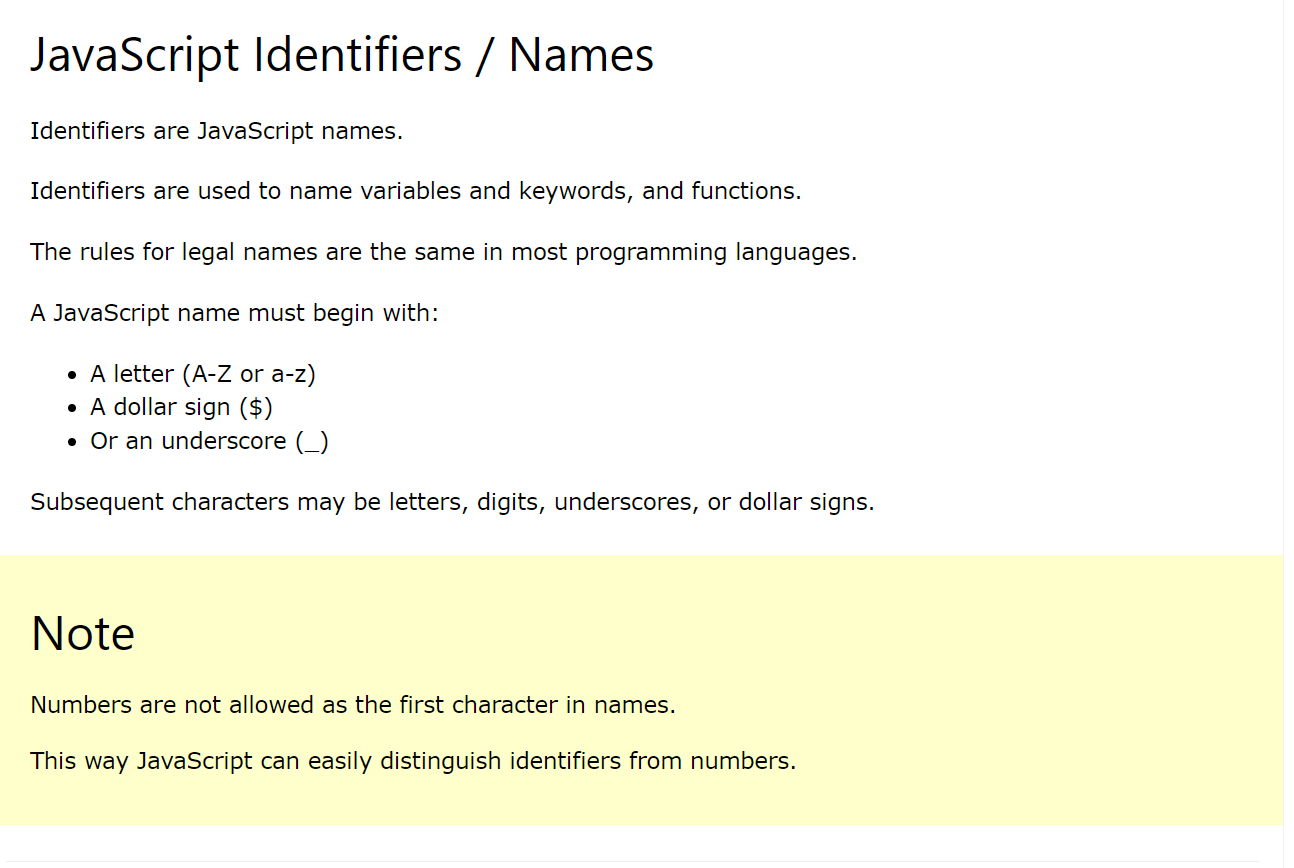 JavaScript Identifiers / Names
Identifiers are JavaScript names.
Identifiers are used to name variables and keywords, and functions.
The rules for legal names are the same in most programming languages.
A JavaScript name must begin with:
• A letter (A-Z or a-z)
• A dollar sign ($)
• Or an underscore (_)
Subsequent characters may be letters, digits, underscores, or dollar signs.
Note
Numbers are not allowed as the first character in names.
This way JavaScript can easily distinguish identifiers from numbers.